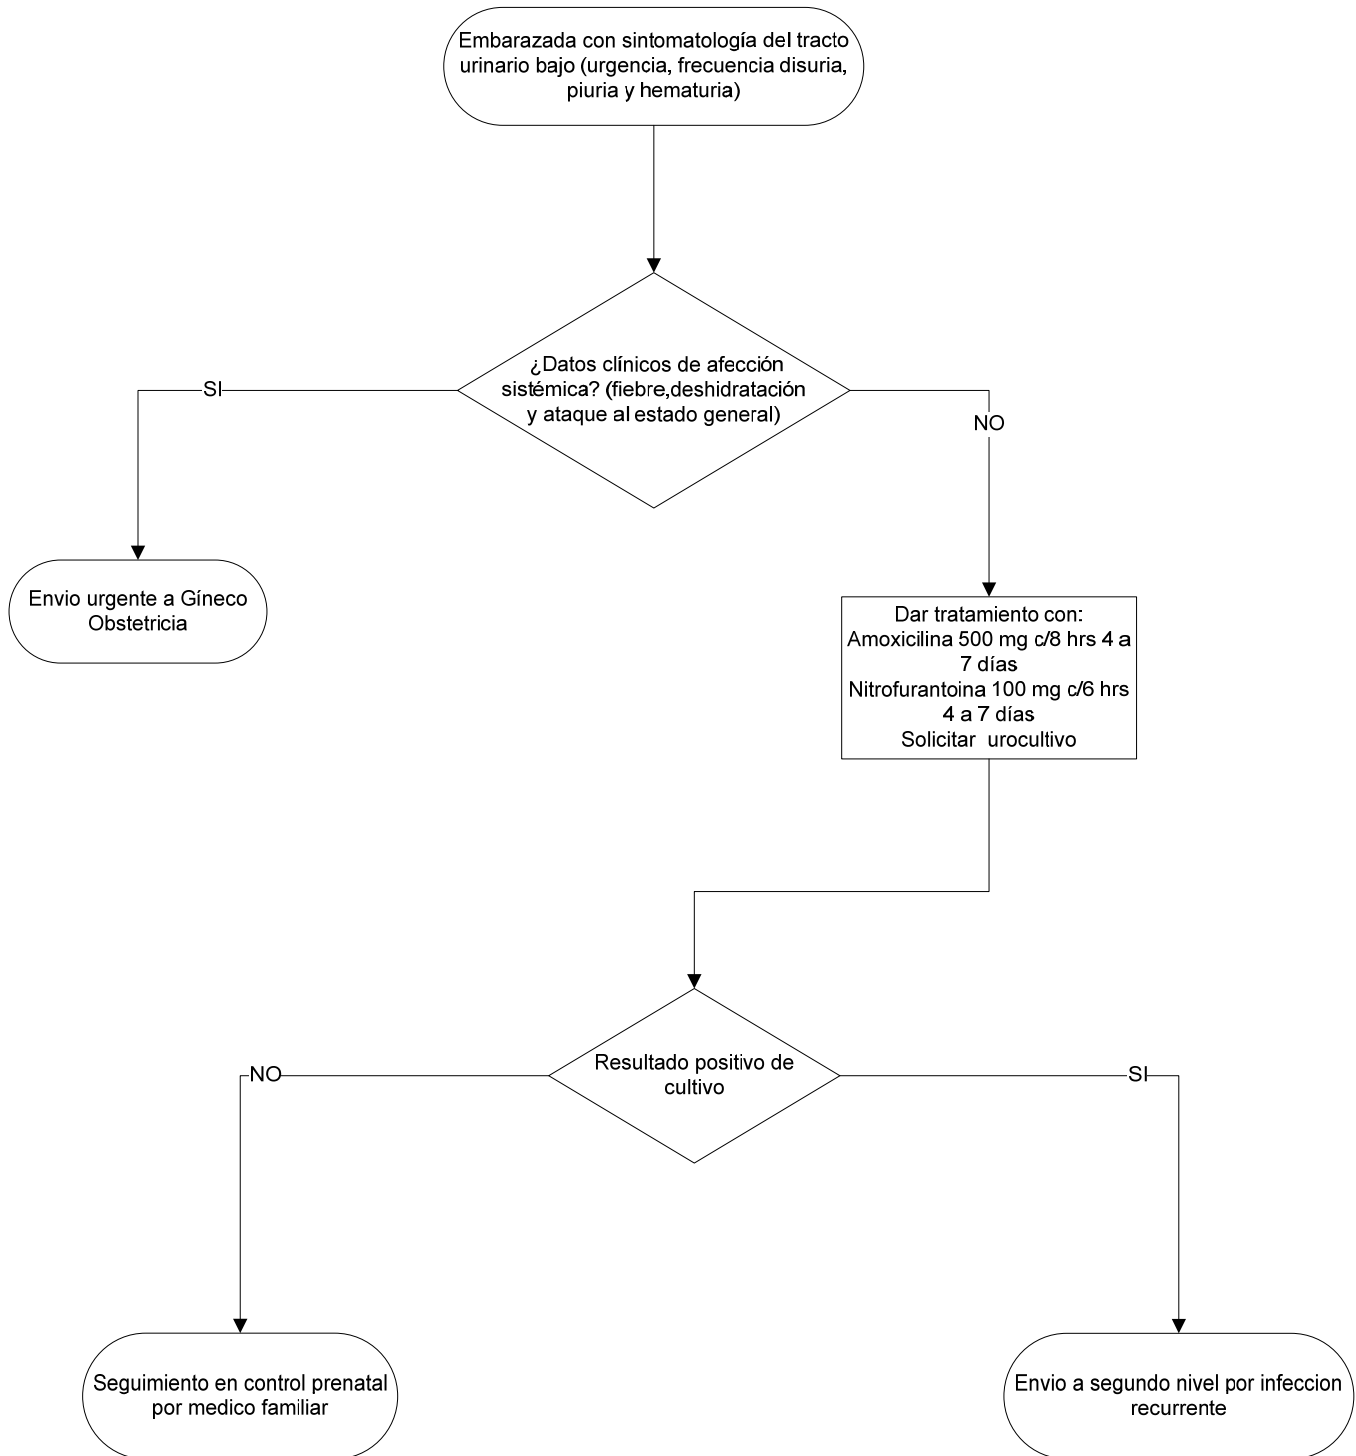 Embarazada con sintomatología del tracto
urinario bajo (urgencia, frecuencia disuria,
piuria y hematuria)
¿Datos clínicos de afección
sistémica? (fiebre,deshidratación
y ataque al estado general)
SI
NO
Envio urgente a Gíneco
Obstetricia
Dar tratamiento con:
Amoxicilina 500 mg c/8 hrs 4 a
7 días
Nitrofurantoina 100 mg c/6 hrs
4 a 7 días
Solicitar urocultivo
Resultado positivo de
cultivo
NO
SI
Seguimiento en control prenatal
por medico familiar
Envio a segundo nivel por infeccion
recurrente